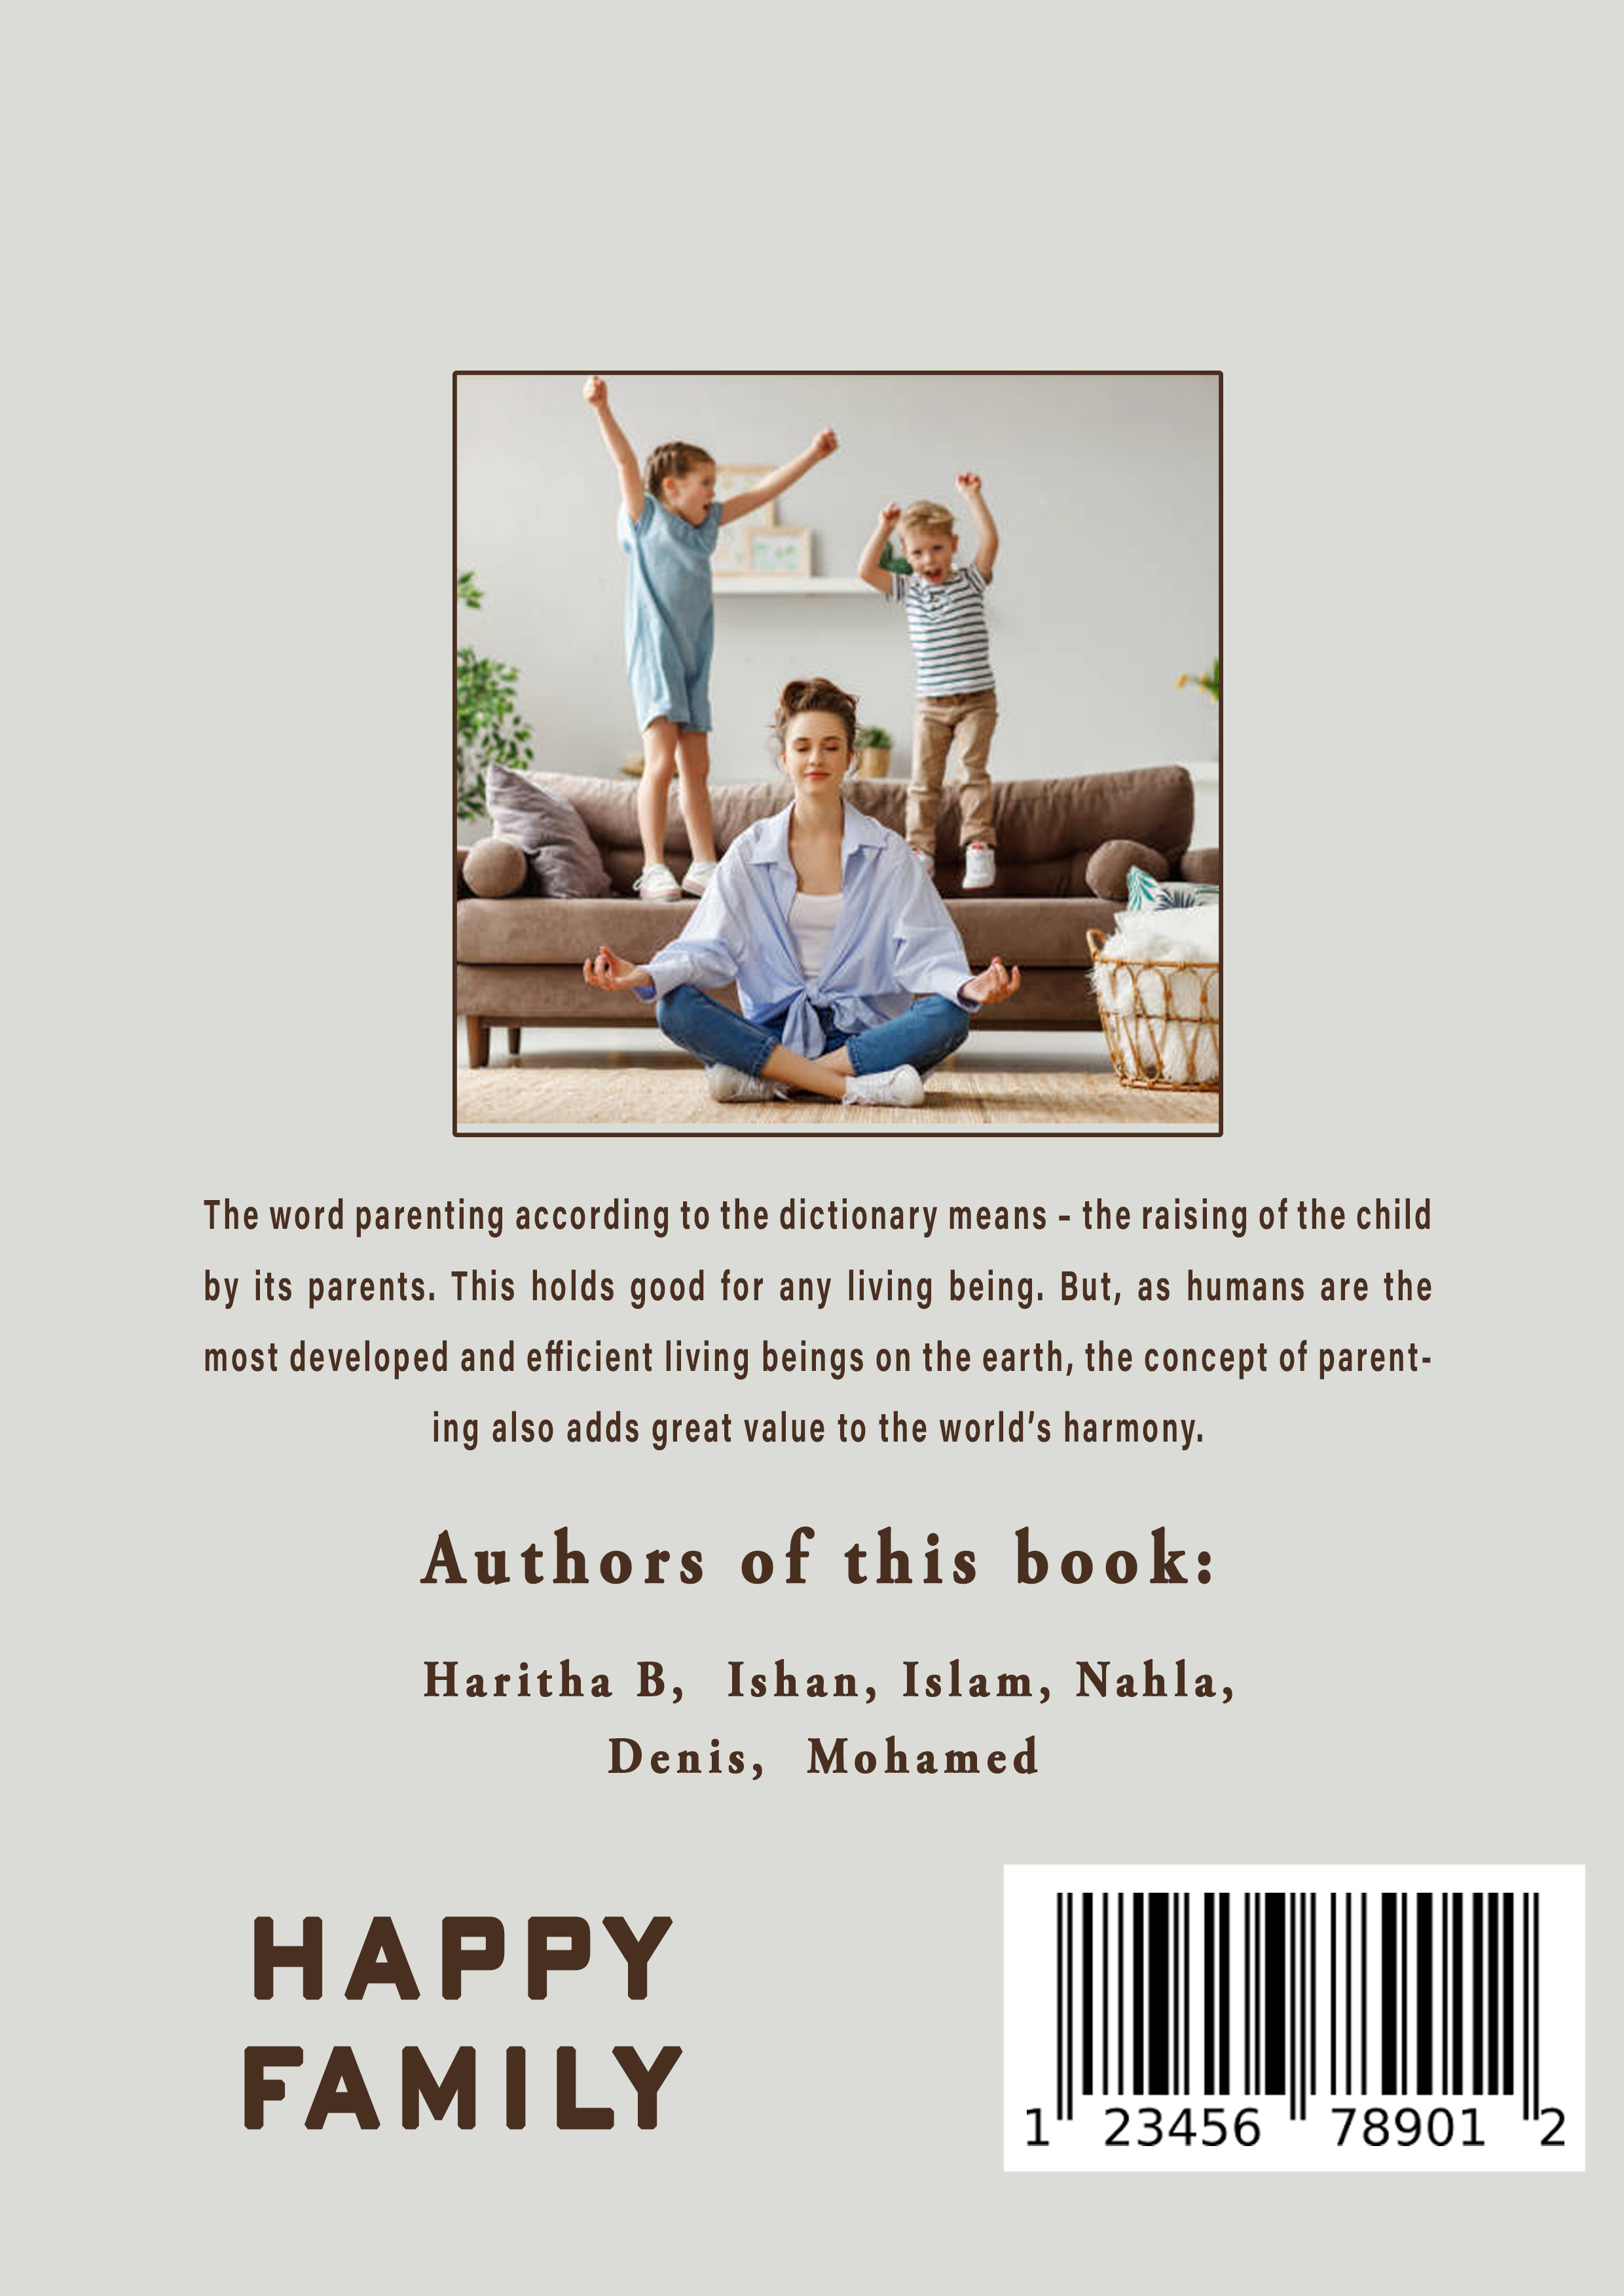 The word parenting according to the dictionary means – the raising of the child
by its parents. This holds good for any living being. But, as humans are the
most developed and efficient living beings on the earth, the concept of parent-
ing also adds great value to the world’s harmony.
Authors of this book:
Haritha B, Ishan, Islam, Nahla,
Denis, Mohamed
HAPPY
FAMILY
1 23456 78901 2